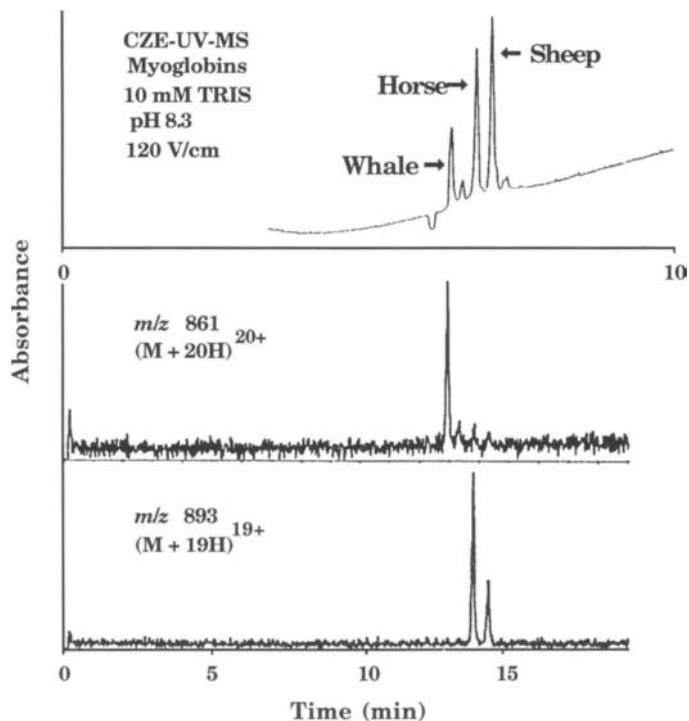 CZE-UV-MS
Myoglobins
10 mM TRIS
pH 8.3
120 V/cm
Sheep
Horse
Whale
0 10
Absorbance
m/z 861
(M + 20H)20+
m/z 893
(M + 19H)19+
0 5 10 15
Time (min)